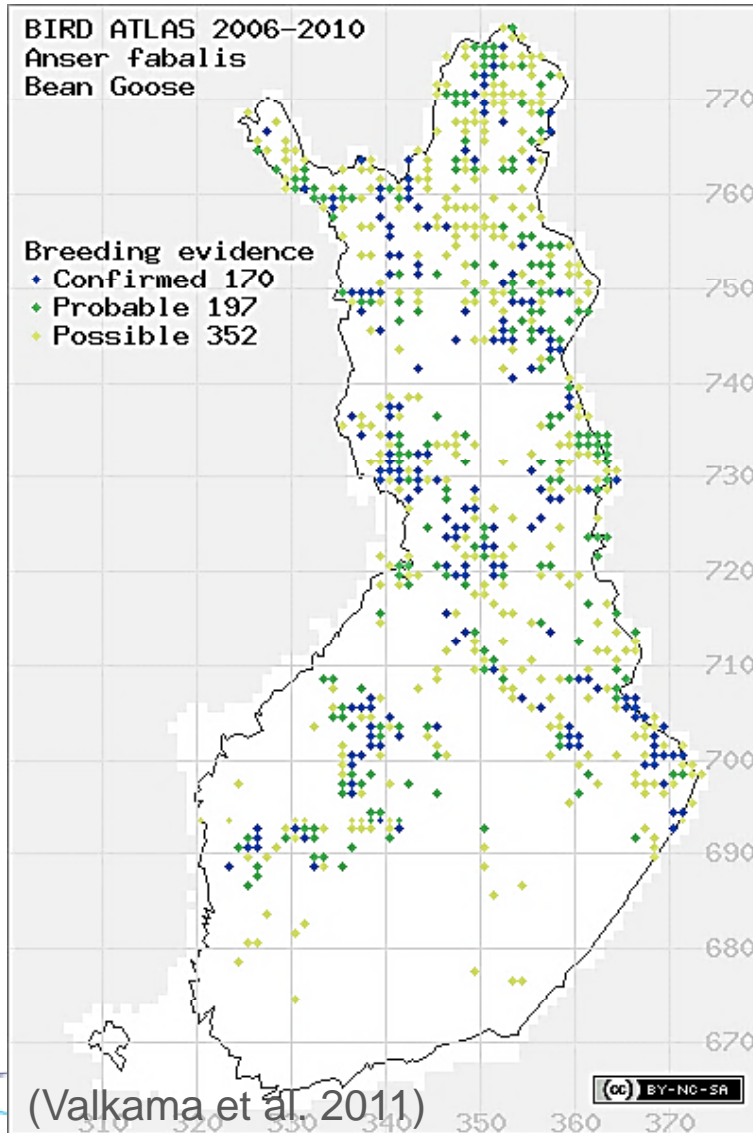 BIRD ATLAS 2006-2010
Anser fabalis
Bean Goose
770
760
Breeding evidence
Confirmed 170
750
Probable 197
Possible 352
740
730
720
710
700
690
680
670
(cc) BY-NC-SA
(Valkama et al. 2011)
310 320 330 340 350 360 370